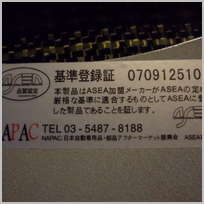 基準登録証 070912510
品質認定
本製品はASEA加盟メーカーがASEAの定
厳格な基準に適合するものとしてASEAに登
した製品であることを証します。
NAPAC TEL 03-5487-8188
NAPAC:日本自動車用品・部品アフターマーケット振興会 ASEA